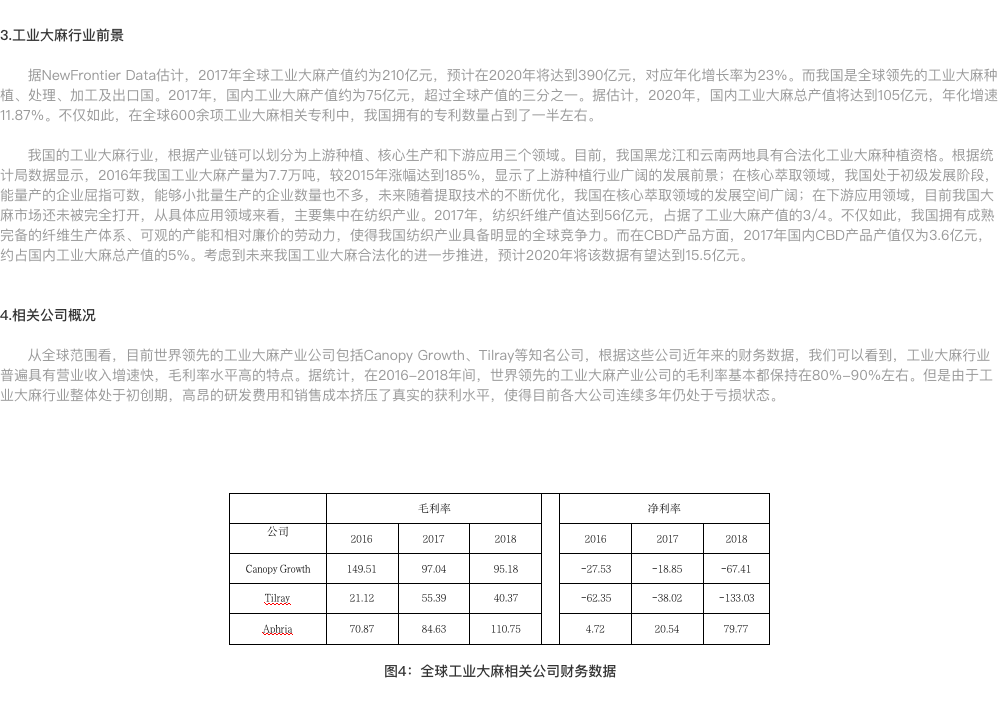 3.工业大麻行业前景
据NewFrontier Data估计，2017年全球工业大麻产值约为210亿元，预计在2020年将达到390亿元，对应年化增长率为23%。而我国是全球领先的工业大麻种
植、处理、加工及出口国。2017年，国内工业大麻产值约为75亿元，超过全球产值的三分之一。据估计，2020年，国内工业大麻总产值将达到105亿元，年化增速
11.87%。不仅如此，在全球600余项工业大麻相关专利中，我国拥有的专利数量占到了一半左右。
我国的工业大麻行业，根据产业链可以划分为上游种植、核心生产和下游应用三个领域。目前，我国黑龙江和云南两地具有合法化工业大麻种植资格。根据统
计局数据显示，2016年我国工业大麻产量为7.7万吨，较2015年涨幅达到185%，显示了上游种植行业广阔的发展前景；在核心萃取领域，我国处于初级发展阶段，
能量产的企业屈指可数，能够小批量生产的企业数量也不多，未来随着提取技术的不断优化，我国在核心萃取领域的发展空间广阔；在下游应用领域，目前我国大
麻市场还未被完全打开，从具体应用领域来看，主要集中在纺织产业。2017年，纺织纤维产值达到56亿元，占据了工业大麻产值的3/4。不仅如此，我国拥有成熟
完备的纤维生产体系、可观的产能和相对廉价的劳动力，使得我国纺织产业具备明显的全球竞争力。而在CBD产品方面，2017年国内CBD产品产值仅为3.6亿元，
约占国内工业大麻总产值的5%。考虑到未来我国工业大麻合法化的进一步推进，预计2020年将该数据有望达到15.5亿元。
4.相关公司概况
从全球范围看，目前世界领先的工业大麻产业公司包括Canopy Growth、Tilray等知名公司，根据这些公司近年来的财务数据，我们可以看到，工业大麻行业
普遍具有营业收入增速快，毛利率水平高的特点。据统计，在2016-2018年间，世界领先的工业大麻产业公司的毛利率基本都保持在80%-90%左右。但是由于工
业大麻行业整体处于初创期，高昂的研发费用和销售成本挤压了真实的获利水平，使得目前各大公司连续多年仍处于亏损状态。
毛利率 净利率
公司 2016 2017 2018 2016 2017 2018
Canopy Growth 149.51 97.04 95.18 -27.53 -18.85 -67.41
Tilray 21.12 55.39 40.37 -62.35 -38.02 -133.03
Aphria 70.87 84.63 110.75 4.72 20.54 79.77
图4：全球工业大麻相关公司财务数据